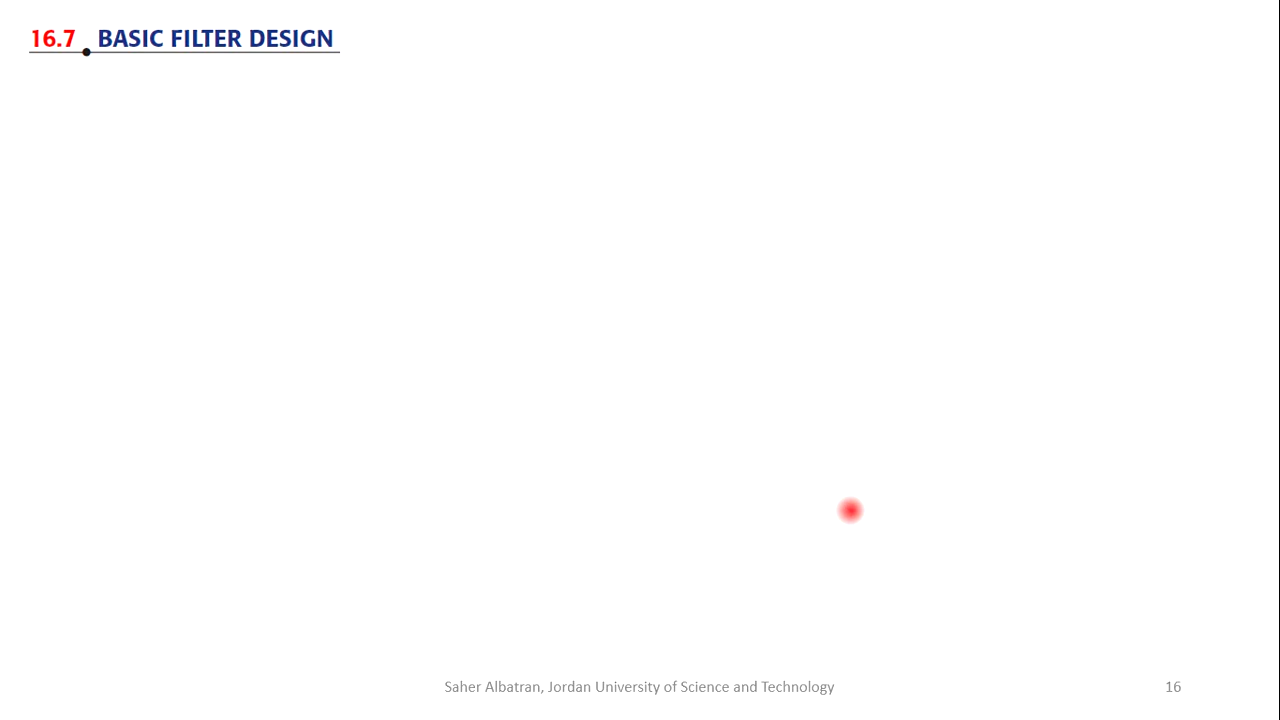 16.7 BASIC FILTER DESIGN
Saher Albatran, Jordan University of Science and Technology
16